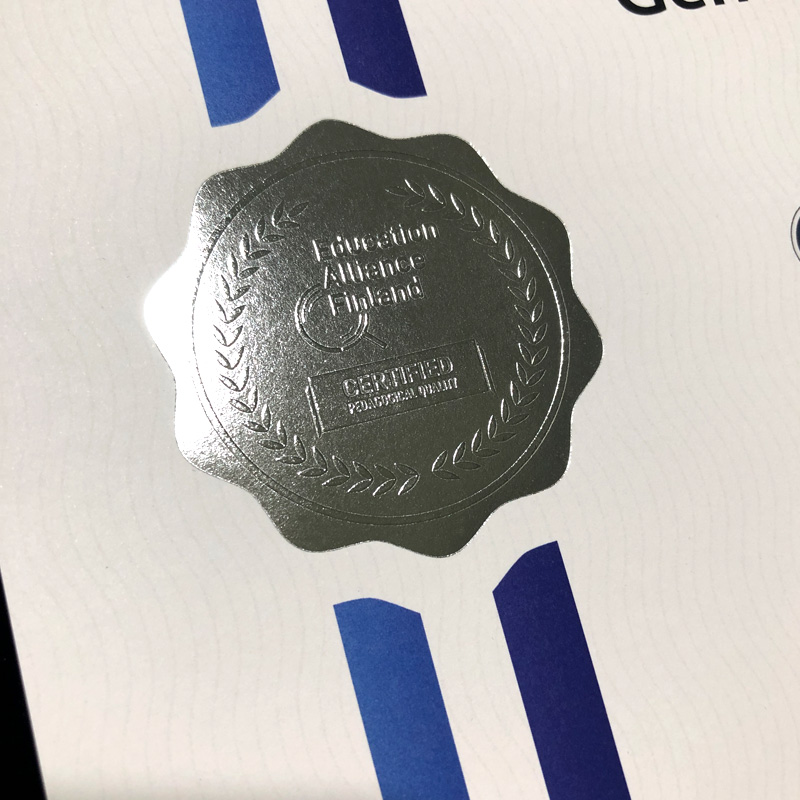 Education
Alliance
Finland
CERTIFIED
PEDAGOGICAL QUALITY